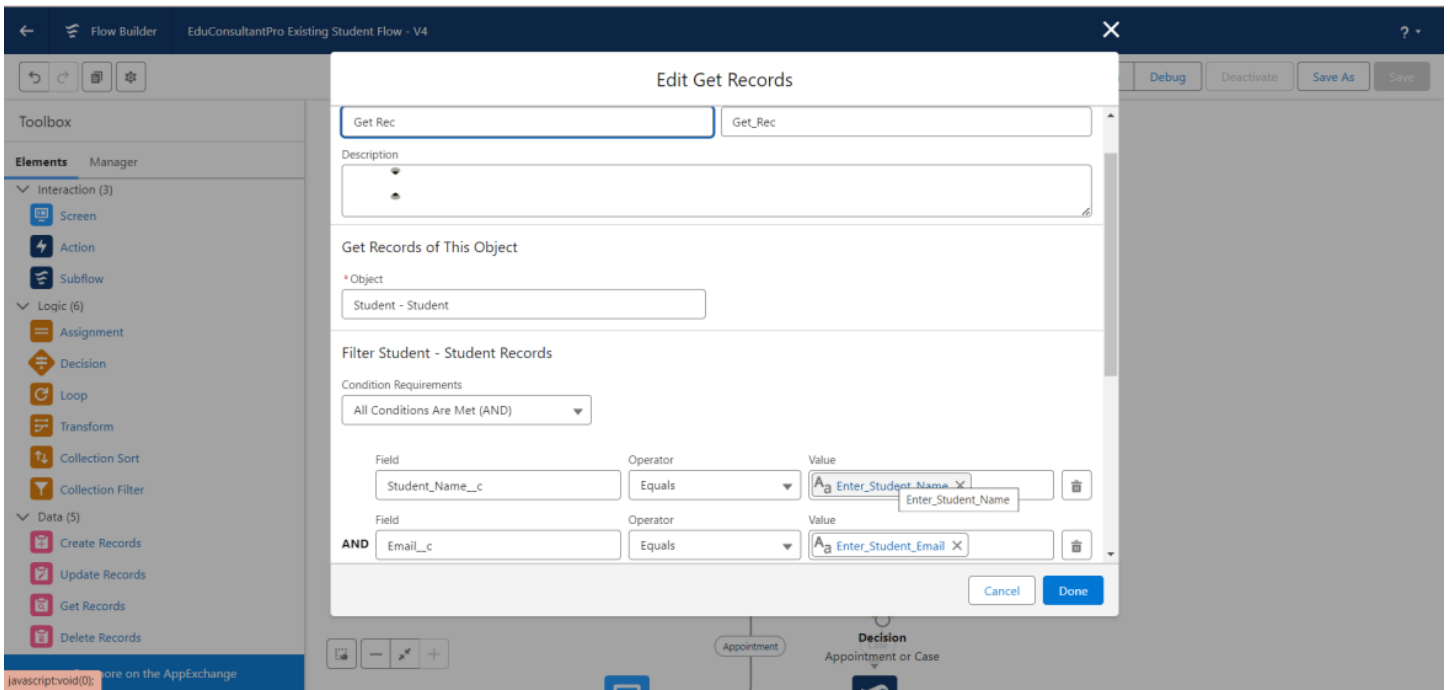 Flow Builder EduConsultantPro Existing Student Flow - V4
?
Debug Deactivate Save As Save
Toolbox
Elements Manager
Interaction (3)
Screen
Action
Subflow
Logic (6)
Assignment
Decision
Loop
Transform
Collection Sort
Collection Filter
Data (5)
Create Records
Update Records
Get Records
Delete Records
ore on the AppExchange
javascript:void(0);
Edit Get Records
Get Rec Get_Rec
Description
Get Records of This Object
*Object
Student - Student
Filter Student - Student Records
Condition Requirements
All Conditions Are Met (AND)
Field Operator Value
Student_Name__c Equals Aa Enter_Student_Name
Enter_Student_Name
Field Operator Value
AND Email__c Equals Aa Enter_Student_Email
Cancel Done
Appointment
Decision
Appointment or Case